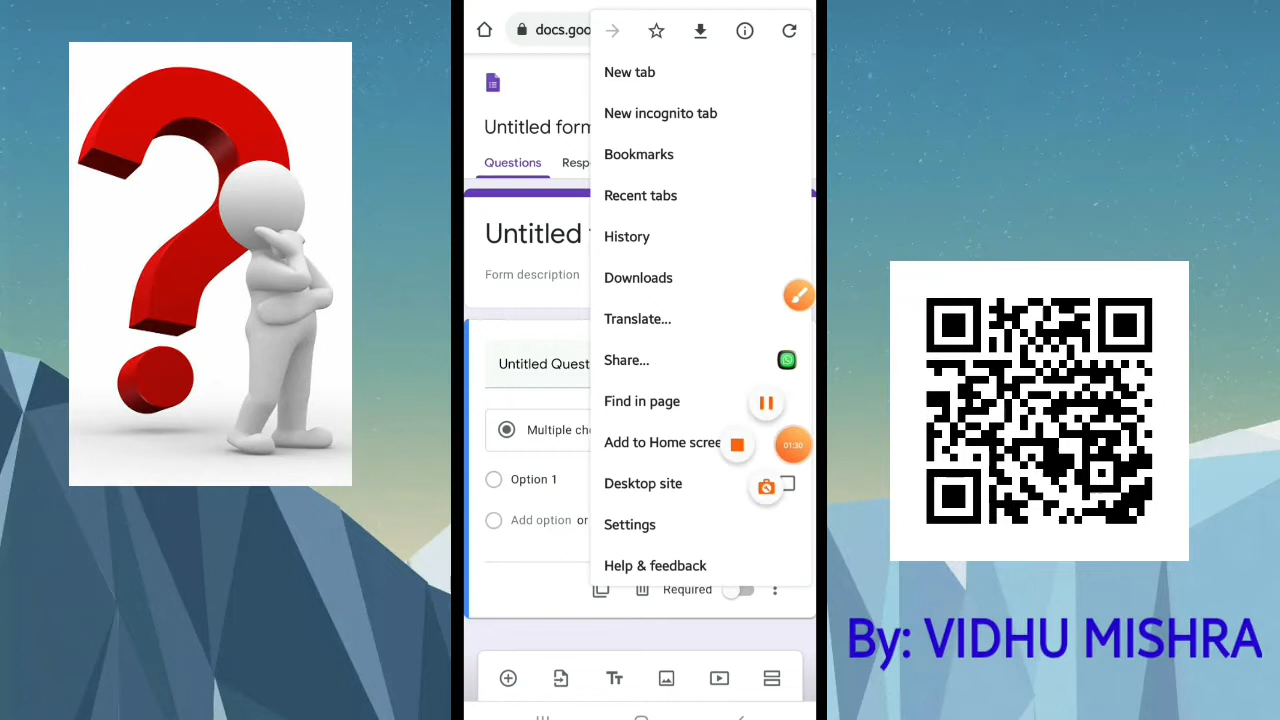 docs.goo
Untitled form
Questions
Resp
Untitled
Form description
Untitled Quest
Multiple cho
Option 1
Add option or
Required
Tт
New tab
New incognito tab
Bookmarks
Recent tabs
History
Downloads
Translate...
Share...
Find in page
Add to Home scree
01:30
Desktop site
Settings
Help & feedback
By: VIDHU MISHRA